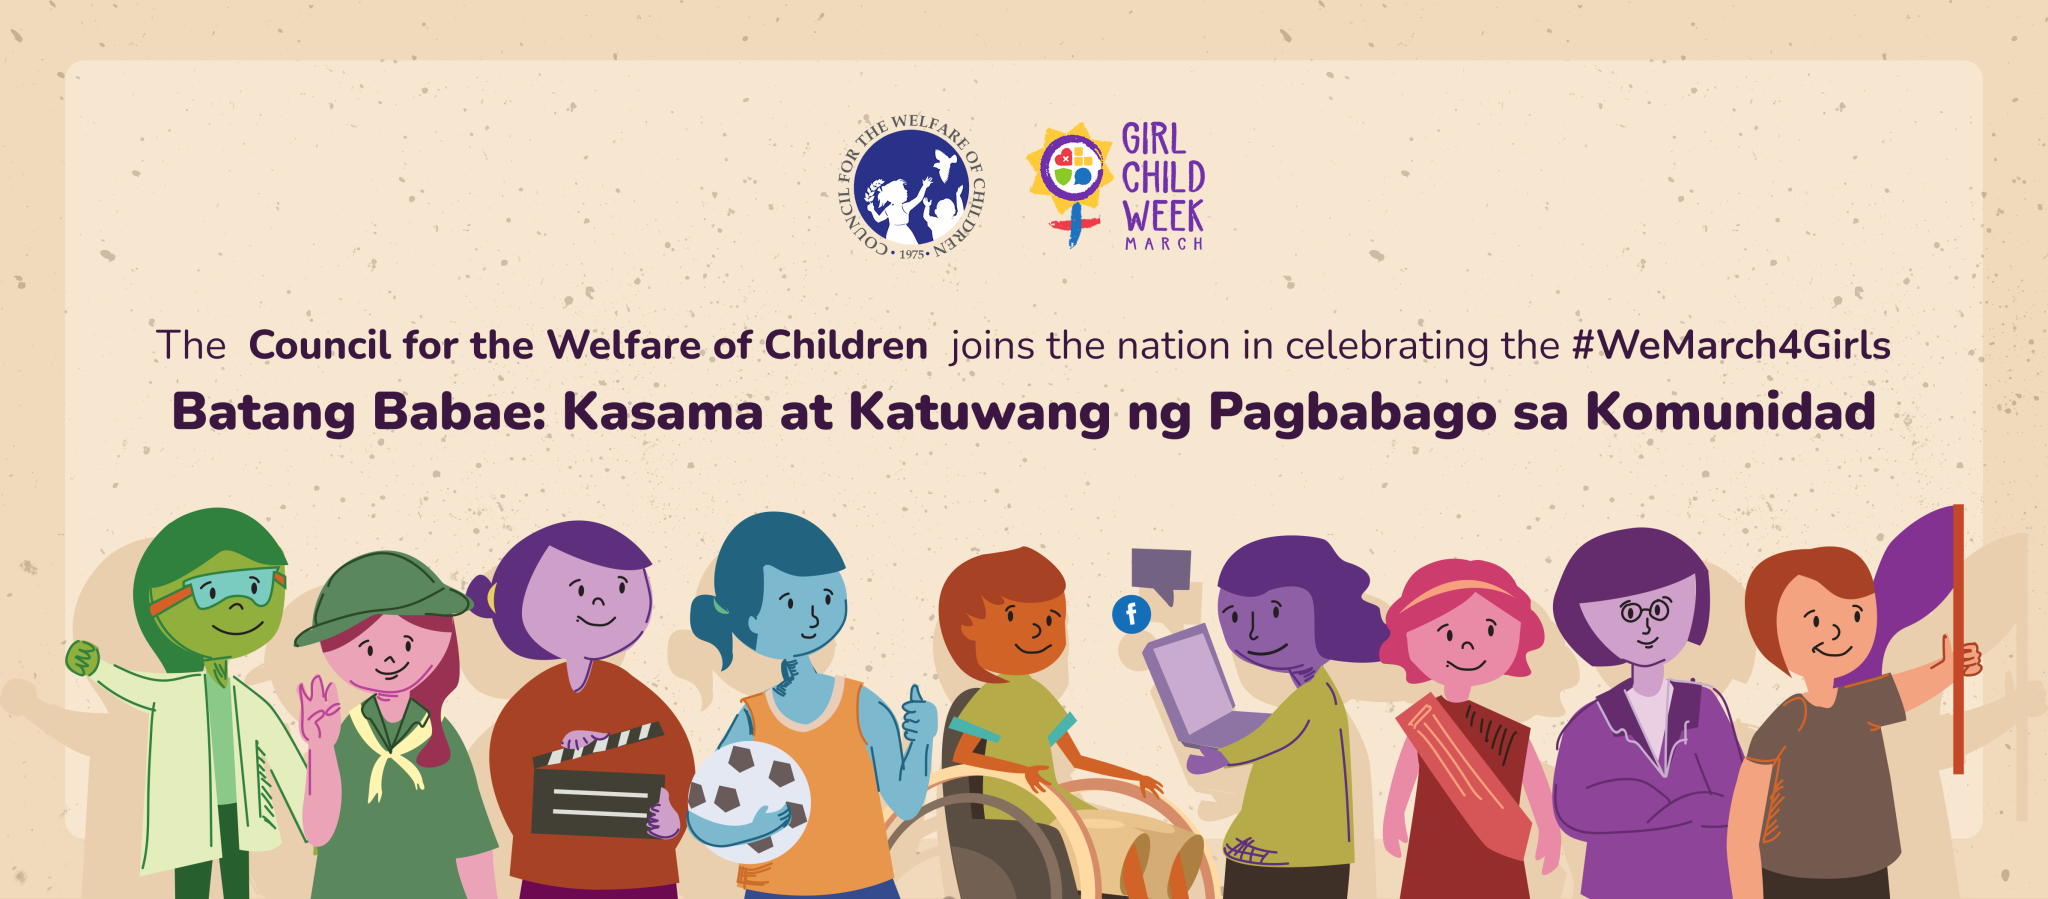 COUNCIL FOR THE WELFARE OF CHILDREN
• 1975 •
GIRL
CHILD
WEEK
MARCH
The Council for the Welfare of Children joins the nation in celebrating the #WeMarch4Girls
Batang Babae: Kasama at Katuwang ng Pagbabago sa Komunidad
f